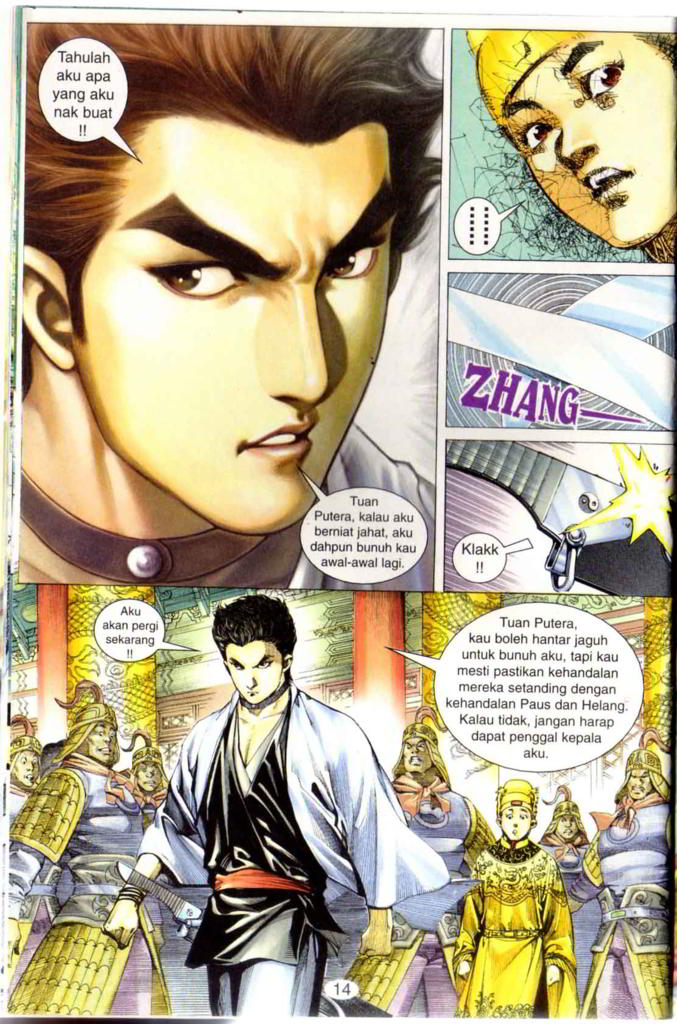 Tahulah
aku apa
yang aku
nak buat
!!
Tuan
Putera, kalau aku
berniat jahat, aku
dahpun bunuh kau
awal-awal lagi.
ZHANG
Klakk
!!
Aku
akan pergi
sekarang
!!
Tuan Putera,
kau boleh hantar jaguh
untuk bunuh aku, tapi kau
mesti pastikan kehandalan
mereka setanding dengan
kehandalan Paus dan Helang.
Kalau tidak, jangan harap
dapat penggal kepala
aku.
14